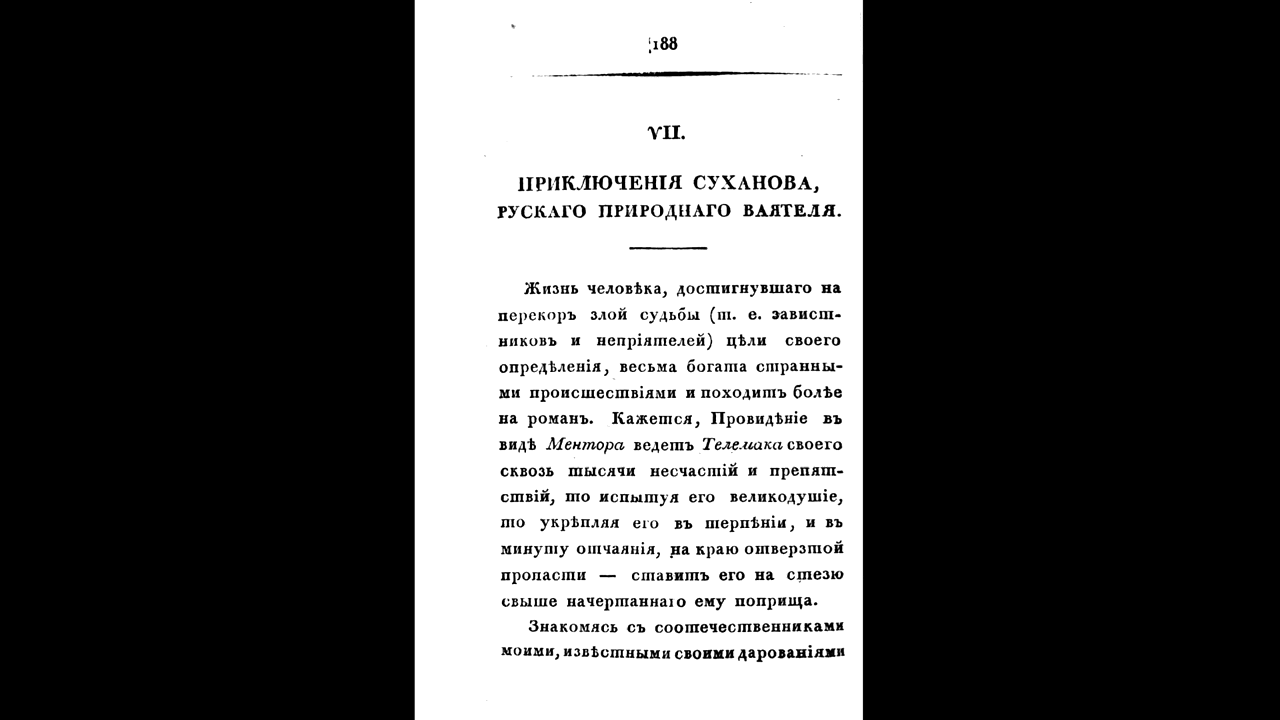 188
VII.
ПРИКЛЮЧЕНІЯ СУХАНОВА,
РУСКАГО ПРИРОДНАГО ВАЯТЕЛЯ.
Жизнь человѣка, достигнувшаго на
перекоръ злой судьбы (т. е. завист-
никовъ и непріятелей) цѣли своего
опредѣленія, весьма богата странны-
ми происшествіями и походитъ болѣе
на романъ. Кажется, Провидѣніе въ
видѣ Ментора ведетъ Телемака своего
сквозь тысячи несчастій и препят-
ствій, то испытуя его великодушіе,
то укрѣпляя его въ терпѣніи, и въ
минуту отчаянія, на краю отверзтой
пропасти — ставитъ его на стезю
свыше начертаннаго ему поприща.
Знакомясь съ соотечественниками
моими, извѣстными своими дарованіями